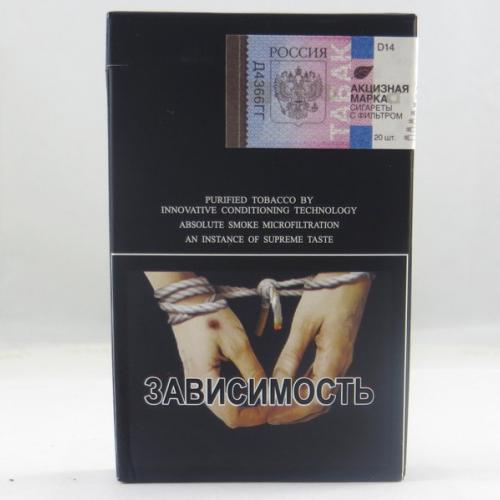 РОССИЯ
Д4366ГГ
ТАБАК
D14
АКЦИЗНАЯ
МАРКА
СИГАРЕТЫ
С ФИЛЬТРОМ
20 шт.
PURIFIED TOBACCO BY
INNOVATIVE CONDITIONING TECHNOLOGY
ABSOLUTE SMOKE MICROFILTRATION
AN INSTANCE OF SUPREME TASTE
ЗАВИСИМОСТЬ